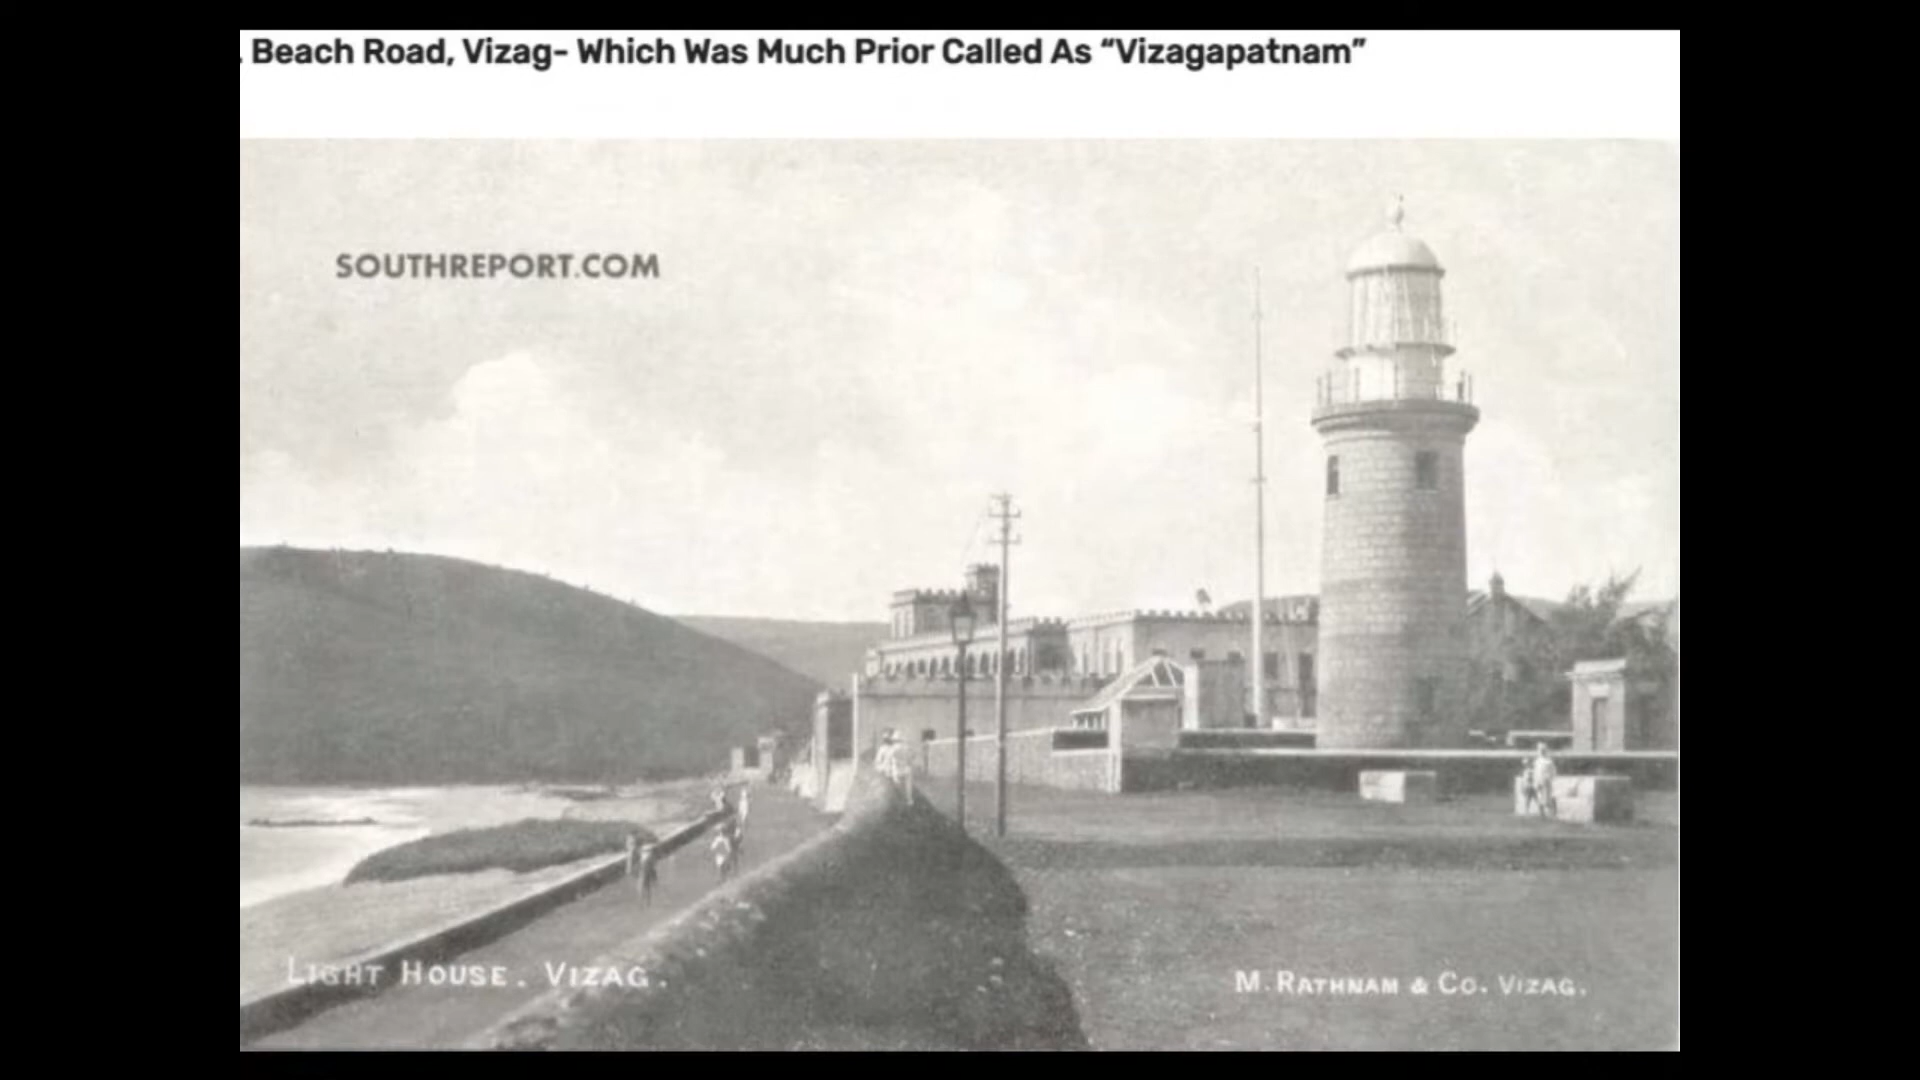 . Beach Road, Vizag- Which Was Much Prior Called As “Vizagapatnam”
SOUTHREPORT.COM
LIGHT HOUSE. VIZAG.
M. RATHNAM & CO. VIZAG.